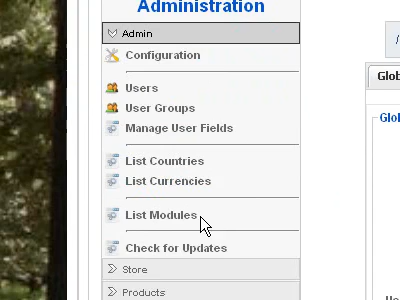 Administration
Admin
Configuration
Users
User Groups
Manage User Fields
List Countries
List Currencies
List Modules
Check for Updates
Store
Products
Glob
Glol